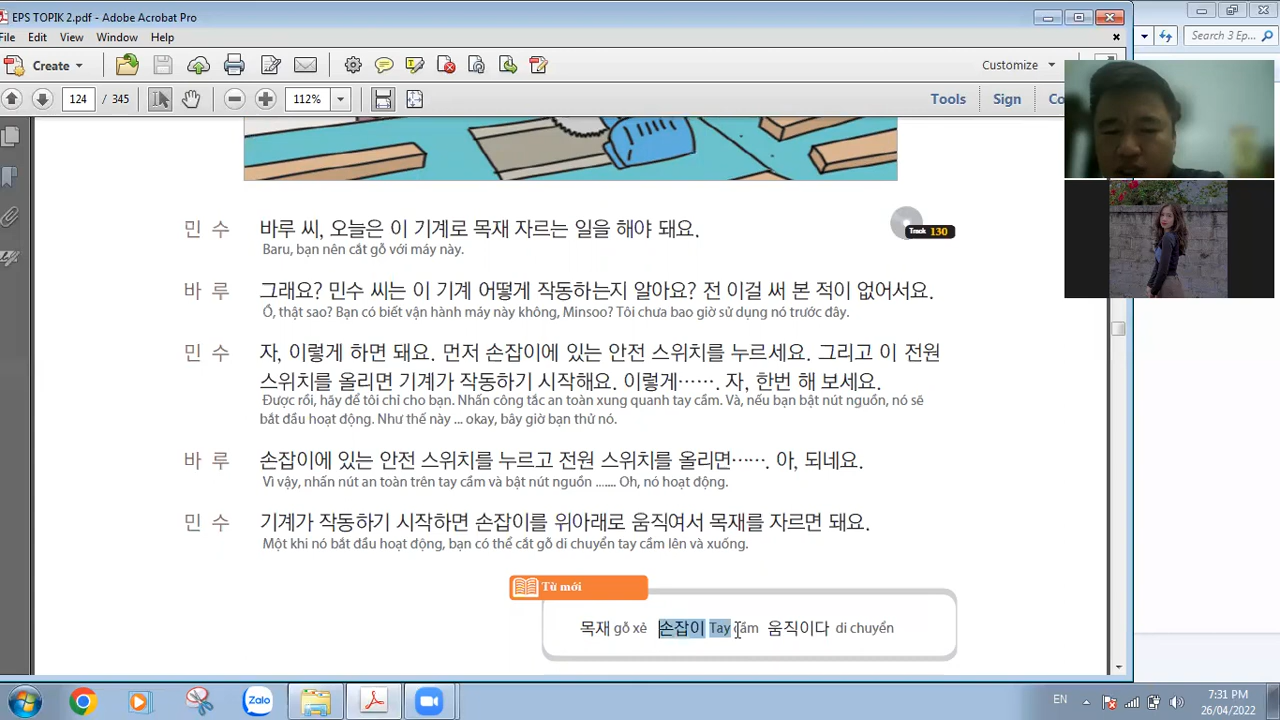 EPS TOPIK 2.pdf - Adobe Acrobat Pro
File Edit View Window Help
Search 3 Ep...
Create
Customize
124 / 345
112%
Tools Sign Co
민 수 바루 씨, 오늘은 이 기계로 목재 자르는 일을 해야 돼요.
Baru, bạn nên cắt gỗ với máy này.
Track 130
바 루 그래요? 민수 씨는 이 기계 어떻게 작동하는지 알아요? 전 이걸 써 본 적이 없어서요.
Ồ, thật sao? Bạn có biết vận hành máy này không, Minsoo? Tôi chưa bao giờ sử dụng nó trước đây.
민 수 자, 이렇게 하면 돼요. 먼저 손잡이에 있는 안전 스위치를 누르세요. 그리고 이 전원
스위치를 올리면 기계가 작동하기 시작해요. 이렇게……. 자, 한번 해 보세요.
Được rồi, hãy để tôi chỉ cho bạn. Nhấn công tắc an toàn xung quanh tay cầm. Và, nếu bạn bật nút nguồn, nó sẽ
bắt đầu hoạt động. Như thế này ... okay, bây giờ bạn thử nó.
바 루 손잡이에 있는 안전 스위치를 누르고 전원 스위치를 올리면……. 아, 되네요.
Vì vậy, nhấn nút an toàn trên tay cầm và bật nút nguồn ....... Oh, nó hoạt động.
민 수 기계가 작동하기 시작하면 손잡이를 위아래로 움직여서 목재를 자르면 돼요.
Một khi nó bắt đầu hoạt động, bạn có thể cắt gỗ di chuyển tay cầm lên và xuống.
Từ mới
목재 gỗ xẻ 손잡이 Tay cầm 움직이다 di chuyển
Zalo
EN
7:31 PM
26/04/2022